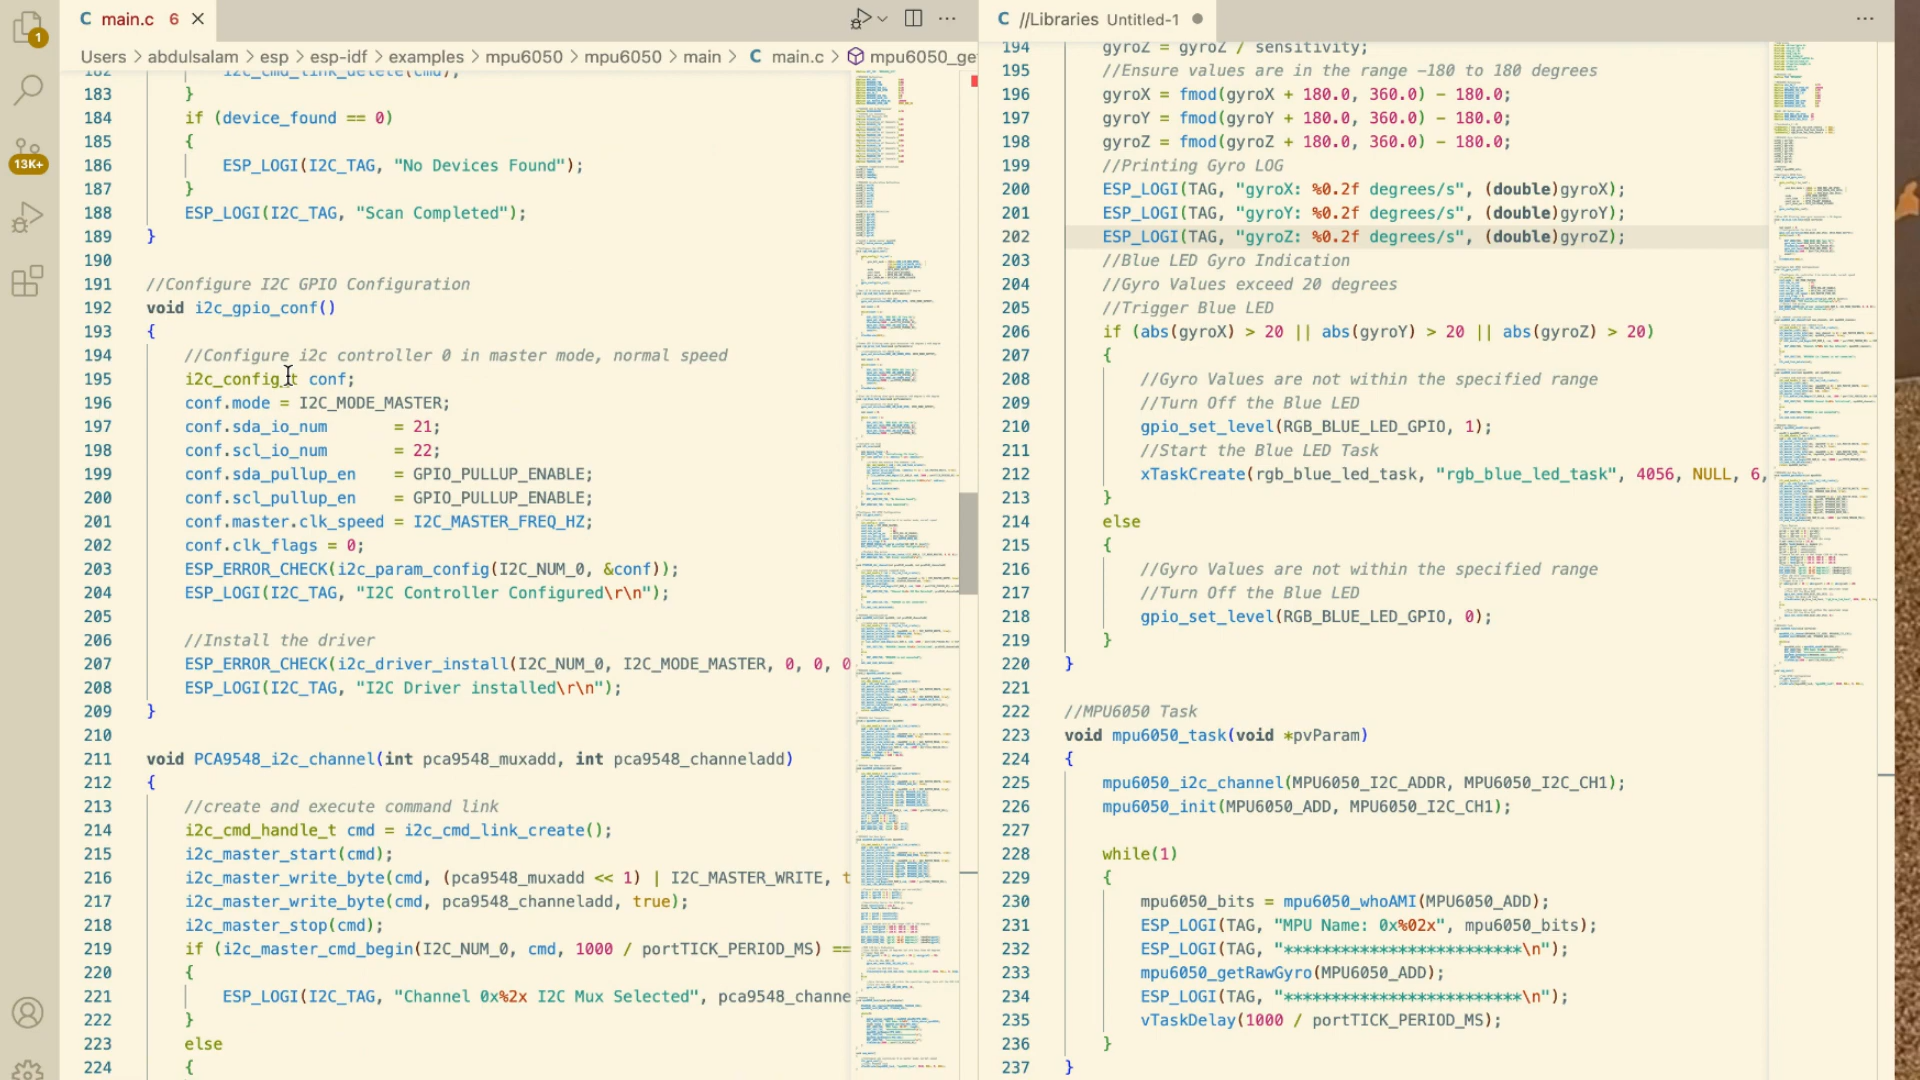 C main.c 6
C //Libraries Untitled-1
1
13K+
Users > abdulsalam > esp > esp-idf > examples > mpu6050 > mpu6050 > main > C main.c > mpu6050_ge
182 i2c_cmd_link_delete(cmd);
183 }
184 if (device_found == 0)
185 {
186 ESP_LOGI(I2C_TAG, "No Devices Found");
187 }
188 ESP_LOGI(I2C_TAG, "Scan Completed");
189 }
190
191 //Configure I2C GPIO Configuration
192 void i2c_gpio_conf()
193 {
194 //Configure i2c controller 0 in master mode, normal speed
195 i2c_config_t conf;
196 conf.mode = I2C_MODE_MASTER;
197 conf.sda_io_num = 21;
198 conf.scl_io_num = 22;
199 conf.sda_pullup_en = GPIO_PULLUP_ENABLE;
200 conf.scl_pullup_en = GPIO_PULLUP_ENABLE;
201 conf.master.clk_speed = I2C_MASTER_FREQ_HZ;
202 conf.clk_flags = 0;
203 ESP_ERROR_CHECK(i2c_param_config(I2C_NUM_0, &conf));
204 ESP_LOGI(I2C_TAG, "I2C Controller Configured\r\n");
205
206 //Install the driver
207 ESP_ERROR_CHECK(i2c_driver_install(I2C_NUM_0, I2C_MODE_MASTER, 0, 0, 0
208 ESP_LOGI(I2C_TAG, "I2C Driver installed\r\n");
209 }
210
211 void PCA9548_i2c_channel(int pca9548_muxadd, int pca9548_channeladd)
212 {
213 //create and execute command link
214 i2c_cmd_handle_t cmd = i2c_cmd_link_create();
215 i2c_master_start(cmd);
216 i2c_master_write_byte(cmd, (pca9548_muxadd << 1) | I2C_MASTER_WRITE, t
217 i2c_master_write_byte(cmd, pca9548_channeladd, true);
218 i2c_master_stop(cmd);
219 if (i2c_master_cmd_begin(I2C_NUM_0, cmd, 1000 / portTICK_PERIOD_MS) ==
220 {
221 ESP_LOGI(I2C_TAG, "Channel 0x%2x I2C Mux Selected", pca9548_channe
222 }
223 else
224 {
194 gyroZ = gyroZ / sensitivity;
195 //Ensure values are in the range -180 to 180 degrees
196 gyroX = fmod(gyroX + 180.0, 360.0) - 180.0;
197 gyroY = fmod(gyroY + 180.0, 360.0) - 180.0;
198 gyroZ = fmod(gyroZ + 180.0, 360.0) - 180.0;
199 //Printing Gyro LOG
200 ESP_LOGI(TAG, "gyroX: %0.2f degrees/s", (double)gyroX);
201 ESP_LOGI(TAG, "gyroY: %0.2f degrees/s", (double)gyroY);
202 ESP_LOGI(TAG, "gyroZ: %0.2f degrees/s", (double)gyroZ);
203 //Blue LED Gyro Indication
204 //Gyro Values exceed 20 degrees
205 //Trigger Blue LED
206 if (abs(gyroX) > 20 || abs(gyroY) > 20 || abs(gyroZ) > 20)
207 {
208 //Gyro Values are not within the specified range
209 //Turn Off the Blue LED
210 gpio_set_level(RGB_BLUE_LED_GPIO, 1);
211 //Start the Blue LED Task
212 xTaskCreate(rgb_blue_led_task, "rgb_blue_led_task", 4056, NULL, 6,
213 }
214 else
215 {
216 //Gyro Values are not within the specified range
217 //Turn Off the Blue LED
218 gpio_set_level(RGB_BLUE_LED_GPIO, 0);
219 }
220 }
221
222 //MPU6050 Task
223 void mpu6050_task(void *pvParam)
224 {
225 mpu6050_i2c_channel(MPU6050_I2C_ADDR, MPU6050_I2C_CH1);
226 mpu6050_init(MPU6050_ADD, MPU6050_I2C_CH1);
227
228 while(1)
229 {
230 mpu6050_bits = mpu6050_whoAMI(MPU6050_ADD);
231 ESP_LOGI(TAG, "MPU Name: 0x%02x", mpu6050_bits);
232 ESP_LOGI(TAG, "*************************\n");
233 mpu6050_getRawGyro(MPU6050_ADD);
234 ESP_LOGI(TAG, "*************************\n");
235 vTaskDelay(1000 / portTICK_PERIOD_MS);
236 }
237 }